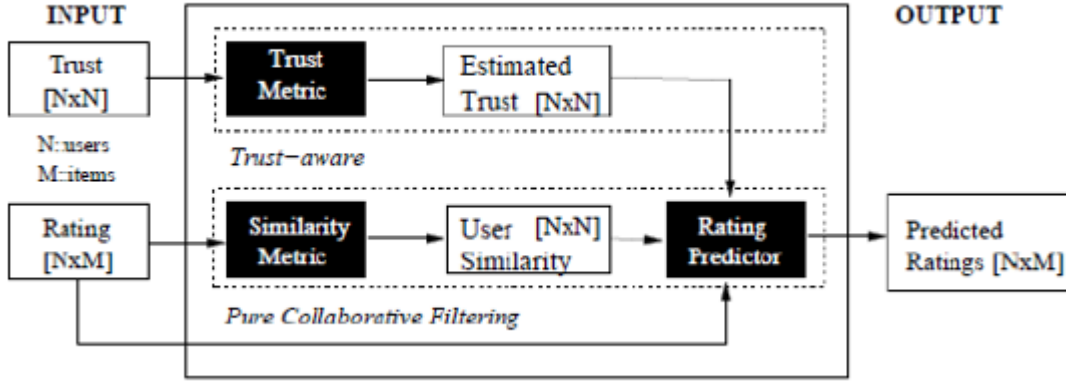 INPUT
OUTPUT
Trust
[NxN]
Trust
Metric
Estimated
Trust [NxN]
N::users
M::items
Trust-aware
Rating
[NxM]
Similarity
Metric
User [NxN]
Similarity
Rating
Predictor
Predicted
Ratings [NxM]
Pure Collaborative Filtering